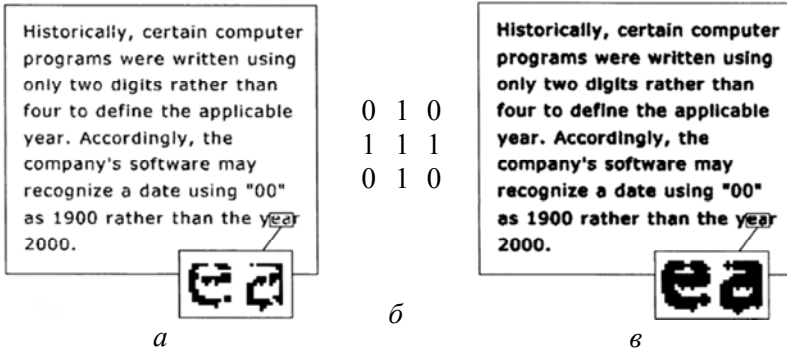 Historically, certain computer
programs were written using
only two digits rather than
four to define the applicable
year. Accordingly, the
company's software may
recognize a date using "00"
as 1900 rather than the year
2000.
ea
а
0 1 0
1 1 1
0 1 0
б
Historically, certain computer
programs were written using
only two digits rather than
four to define the applicable
year. Accordingly, the
company's software may
recognize a date using "00"
as 1900 rather than the year
2000.
ea
в